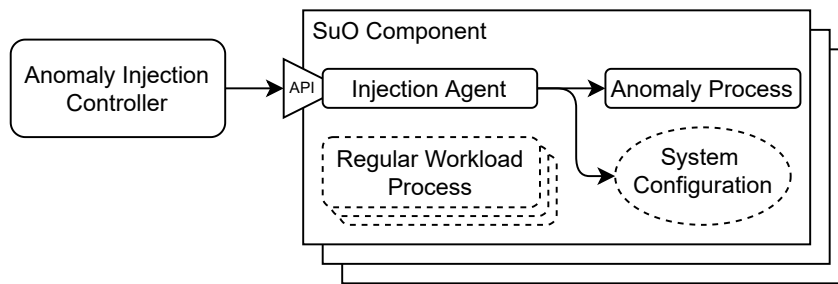 SuO Component
Anomaly Injection
Controller
API
Injection Agent
Anomaly Process
Regular Workload
Process
System
Configuration